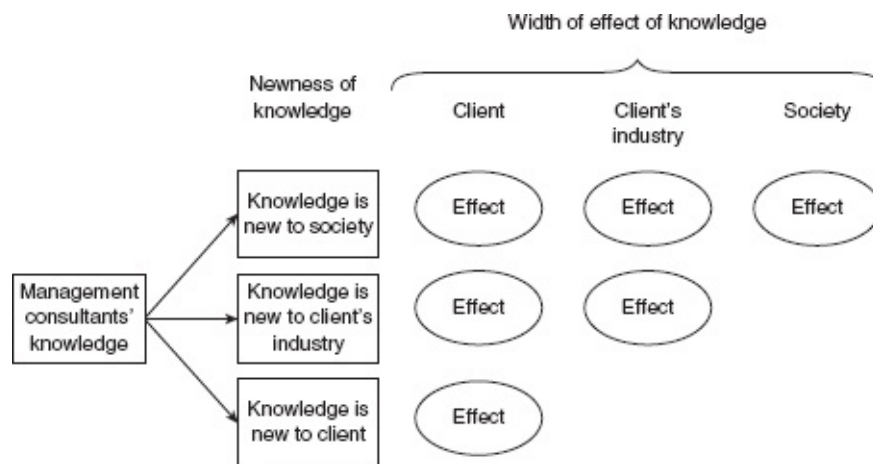 Width of effect of knowledge
Newness of
knowledge
Client
Client's
industry
Society
Knowledge is
new to society
Effect
Effect
Effect
Management
consultants'
knowledge
Knowledge is
new to client's
industry
Effect
Effect
Knowledge is
new to client
Effect